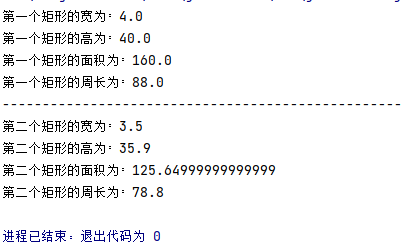 第一个矩形的宽为：4.0
第一个矩形的高为：40.0
第一个矩形的面积为：160.0
第一个矩形的周长为：88.0
--------------------------------------------------
第二个矩形的宽为：3.5
第二个矩形的高为：35.9
第二个矩形的面积为：125.64999999999999
第二个矩形的周长为：78.8
进程已结束：退出代码为 0